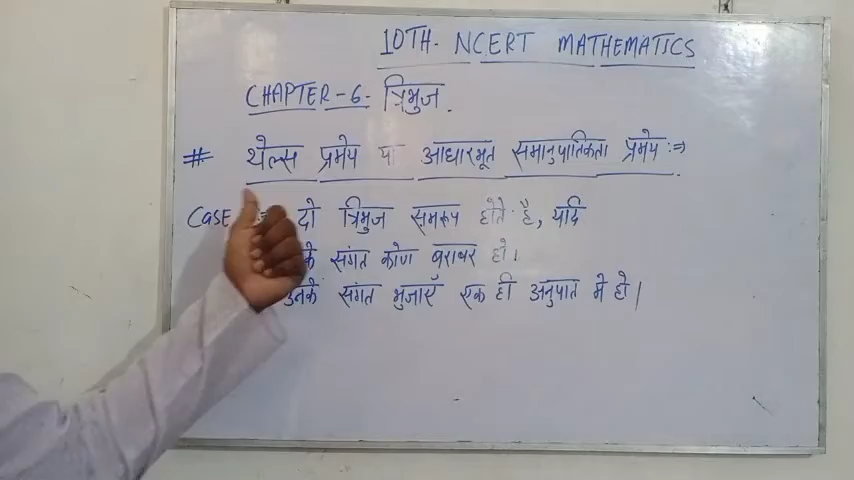 10TH- NCERT MATHEMATICS
CHAPTER-6- त्रिभुज.
# थेल्स प्रमेय या आधारभूत समानुपातिकता प्रमेय :⇒
CASE दो त्रिभुज समरूप होते है, यदि
के संगत कोण बराबर हो।
उनके संगत भुजाएँ एक ही अनुपात मे हो।